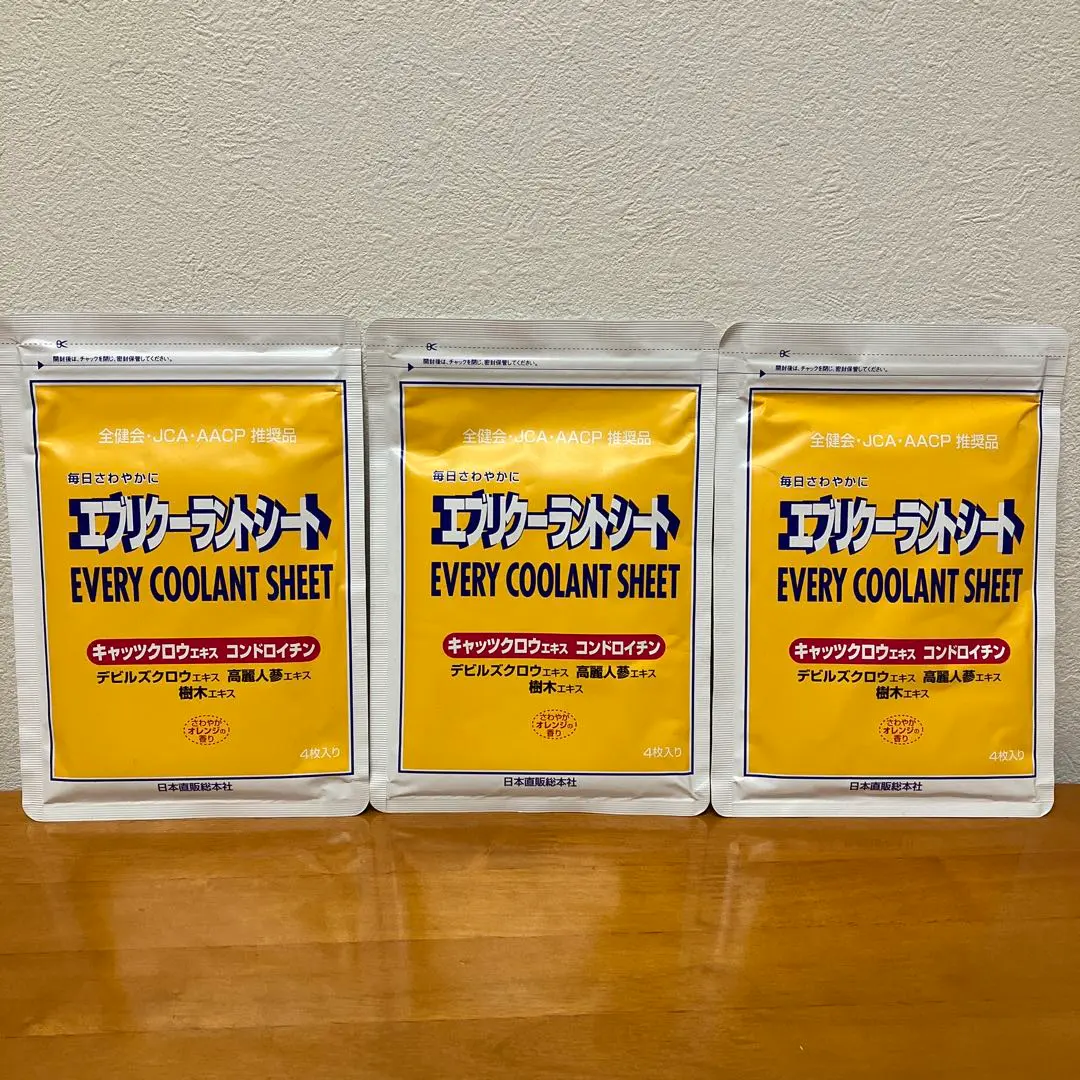 開封後は、チャックを閉じ、密封保管してください。
全健会・JCA・AACP 推奨品
毎日さわやかに
エブリクーラントシート
EVERY COOLANT SHEET
キャッツクロウエキス コンドロイチン
デビルズクロウエキス 高麗人参エキス
樹木エキス
さわやか
オレンジの
香り
4枚入り
日本直販総本社
開封後は、チャックを閉じ、密封保管してください。
全健会・JCA・AACP 推奨品
毎日さわやかに
エブリクーラントシート
EVERY COOLANT SHEET
キャッツクロウエキス コンドロイチン
デビルズクロウエキス 高麗人参エキス
樹木エキス
さわやか
オレンジの
香り
4枚入り
日本直販総本社
開封後は、チャックを閉じ、密封保管してください。
全健会・JCA・AACP 推奨品
毎日さわやかに
エブリクーラントシート
EVERY COOLANT SHEET
キャッツクロウエキス コンドロイチン
デビルズクロウエキス 高麗人参エキス
樹木エキス
さわやか
オレンジの
香り
4枚入り
日本直販総本社